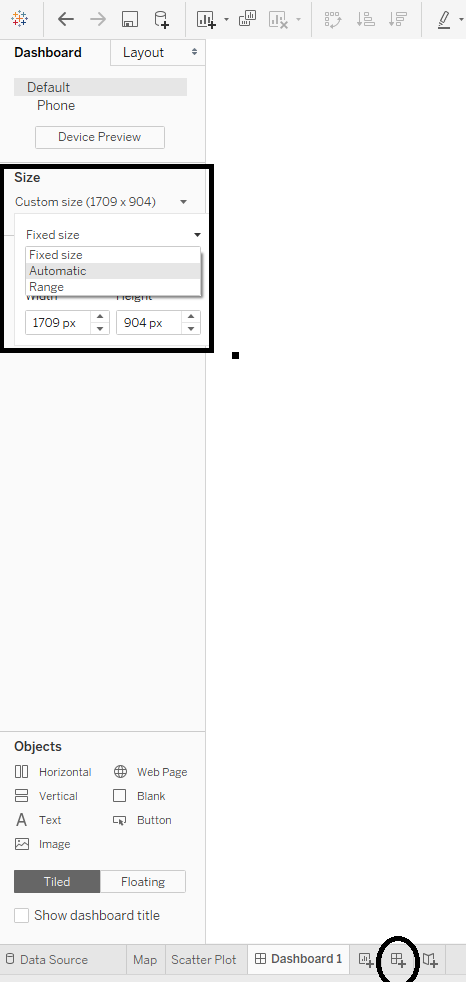 Dashboard Layout
Default
Phone
Device Preview
Size
Custom size (1709 x 904)
Fixed size
Fixed size
Automatic
Range
Width Height
1709 px 904 px
Objects
Horizontal Web Page
Vertical Blank
A Text Button
Image
Tiled Floating
Show dashboard title
Data Source Map Scatter Plot Dashboard 1